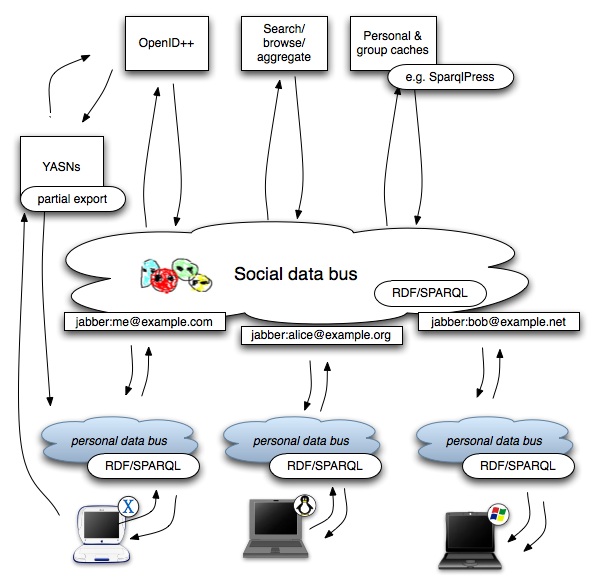 OpenID++
Search/
browse/
aggregate
Personal &
group caches
e.g. SparqlPress
YASNs
partial export
Social data bus
RDF/SPARQL
jabber:me@example.com
jabber:alice@example.org
jabber:bob@example.net
personal data bus
RDF/SPARQL
personal data bus
RDF/SPARQL
personal data bus
RDF/SPARQL
X